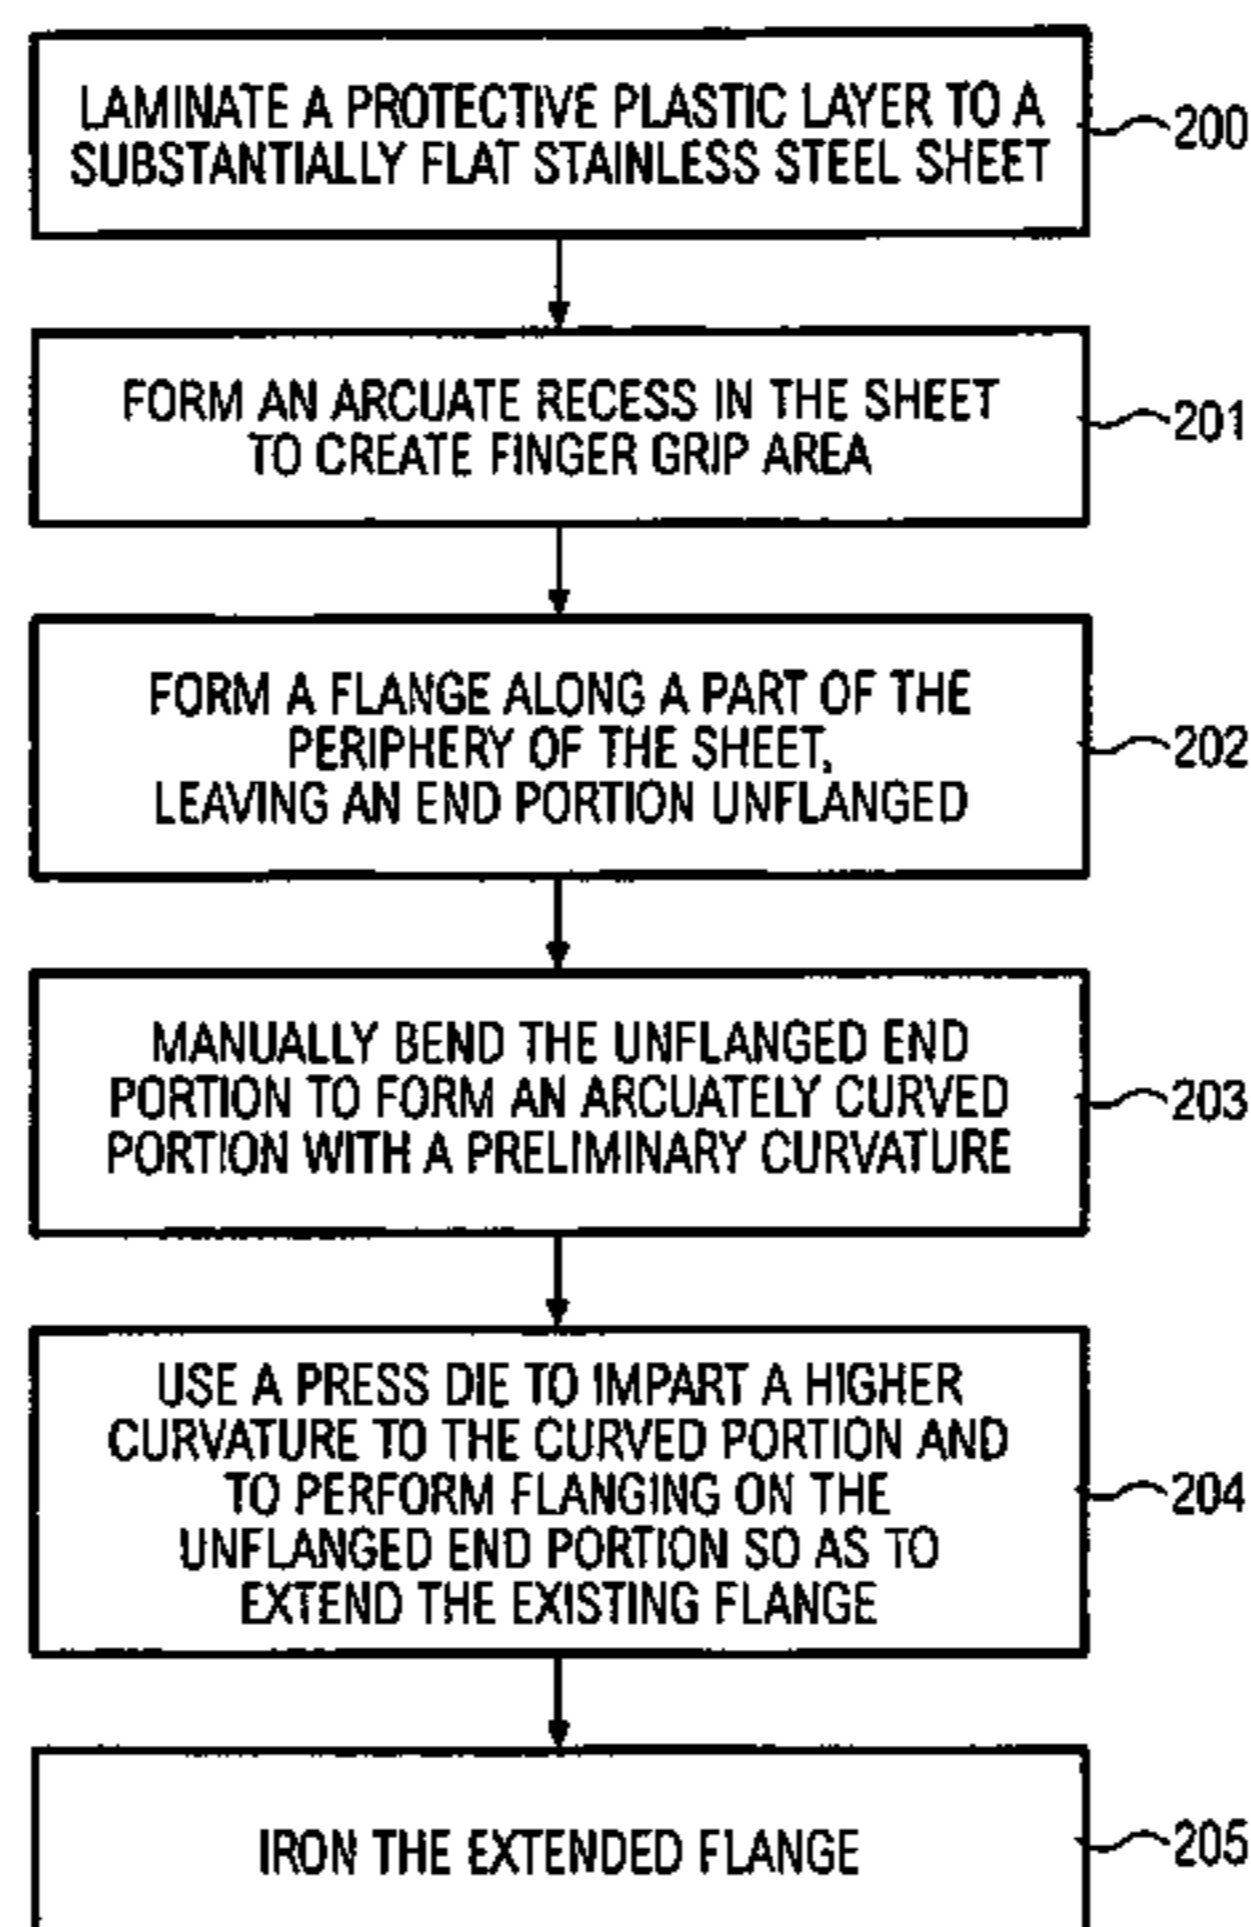 LAMINATE A PROTECTIVE PLASTIC LAYER TO A
SUBSTANTIALLY FLAT STAINLESS STEEL SHEET
200
FORM AN ARCUATE RECESS IN THE SHEET
TO CREATE FINGER GRIP AREA
201
FORM A FLANGE ALONG A PART OF THE
PERIPHERY OF THE SHEET,
LEAVING AN END PORTION UNFLANGED
202
MANUALLY BEND THE UNFLANGED END
PORTION TO FORM AN ARCUATELY CURVED
PORTION WITH A PRELIMINARY CURVATURE
203
USE A PRESS DIE TO IMPART A HIGHER
CURVATURE TO THE CURVED PORTION AND
TO PERFORM FLANGING ON THE
UNFLANGED END PORTION SO AS TO
EXTEND THE EXISTING FLANGE
204
IRON THE EXTENDED FLANGE
205